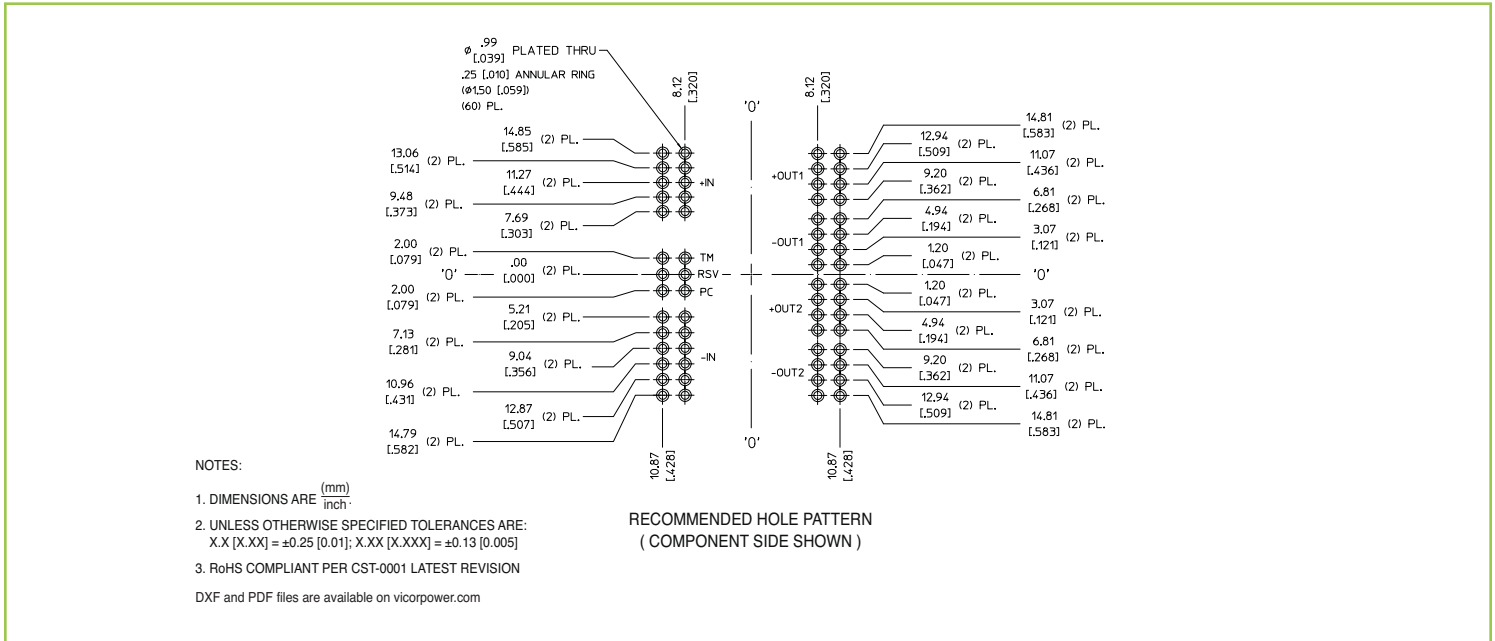 ø .99 PLATED THRU
[.039]
.25 [.010] ANNULAR RING
(ø1.50 [.059])
(60) PL.
8.12
[.320]
8.12
[.320]
'0'
14.85 (2) PL.
[.585]
13.06 (2) PL.
[.514]
11.27 (2) PL.
[.444]
9.48 (2) PL.
[.373]
7.69 (2) PL.
[.303]
2.00 (2) PL.
[.079]
'0'
.00 (2) PL.
[.000]
2.00 (2) PL.
[.079]
5.21 (2) PL.
[.205]
7.13 (2) PL.
[.281]
9.04 (2) PL.
[.356]
10.96 (2) PL.
[.431]
12.87 (2) PL.
[.507]
14.79 (2) PL.
[.582]
+IN
TM
RSV
PC
-IN
+OUT1
-OUT1
+OUT2
-OUT2
14.81 (2) PL.
[.583]
12.94 (2) PL.
[.509]
11.07 (2) PL.
[.436]
9.20 (2) PL.
[.362]
6.81 (2) PL.
[.268]
4.94 (2) PL.
[.194]
3.07 (2) PL.
[.121]
1.20 (2) PL.
[.047]
'0'
1.20 (2) PL.
[.047]
3.07 (2) PL.
[.121]
4.94 (2) PL.
[.194]
6.81 (2) PL.
[.268]
9.20 (2) PL.
[.362]
11.07 (2) PL.
[.436]
12.94 (2) PL.
[.509]
14.81 (2) PL.
[.583]
'0'
10.87
[.428]
10.87
[.428]
RECOMMENDED HOLE PATTERN
( COMPONENT SIDE SHOWN )
NOTES:
1. DIMENSIONS ARE (mm)
inch.
2. UNLESS OTHERWISE SPECIFIED TOLERANCES ARE:
X.X [X.XX] = ±0.25 [0.01]; X.XX [X.XXX] = ±0.13 [0.005]
3. RoHS COMPLIANT PER CST-0001 LATEST REVISION
DXF and PDF files are available on vicorpower.com